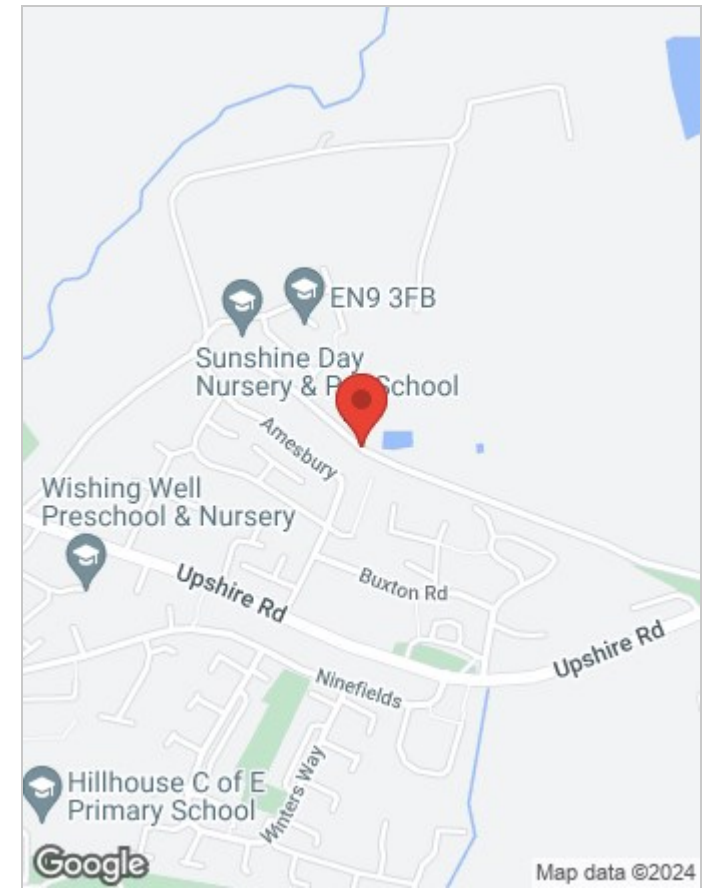 EN9 3FB
Sunshine Day
Nursery & Pre School
Amesbury
Wishing Well
Preschool & Nursery
Upshire Rd
Buxton Rd
Upshire Rd
Ninefields
Winters Way
Hillhouse C of E
Primary School
Google
Map data ©2024